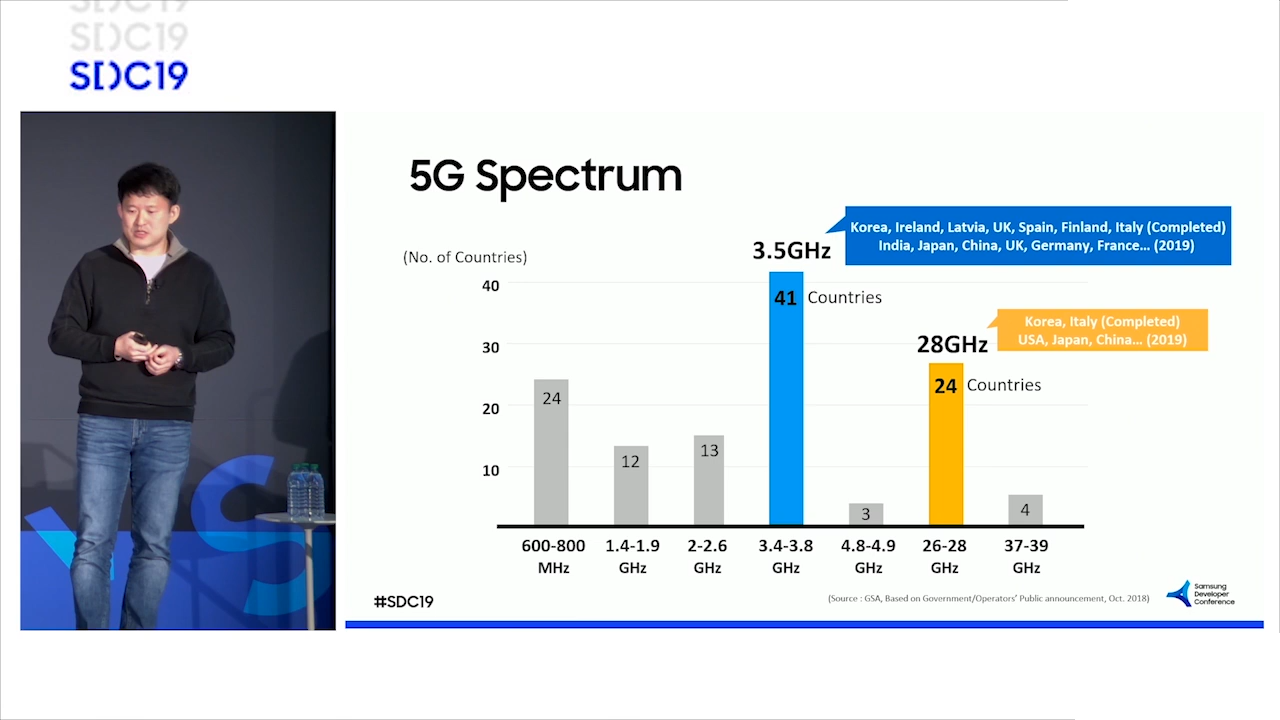 SDC19
SDC19
SDC19
5G Spectrum
(No. of Countries)
Korea, Ireland, Latvia, UK, Spain, Finland, Italy (Completed)
India, Japan, China, UK, Germany, France... (2019)
3.5GHz
41 Countries
Korea, Italy (Completed)
USA, Japan, China... (2019)
28GHz
24 Countries
40
30
20
10
24
12
13
3
4
600-800 MHz
1.4-1.9 GHz
2-2.6 GHz
3.4-3.8 GHz
4.8-4.9 GHz
26-28 GHz
37-39 GHz
#SDC19
(Source : GSA, Based on Government/Operators' Public announcement, Oct. 2018)
Samsung
Developer
Conference